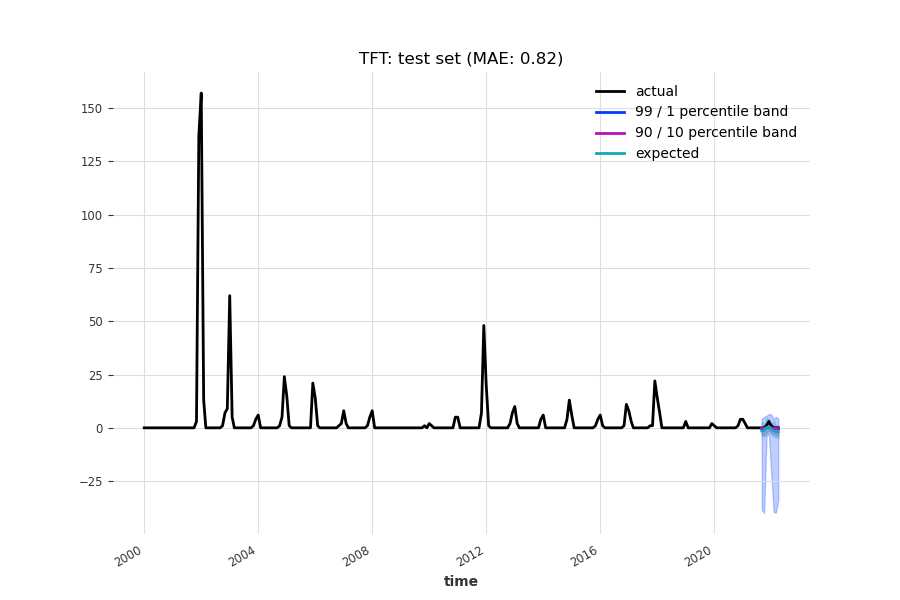 TFT: test set (MAE: 0.82)
actual
99 / 1 percentile band
90 / 10 percentile band
expected
150
125
100
75
50
25
0
−25
2000
2004
2008
2012
2016
2020
time